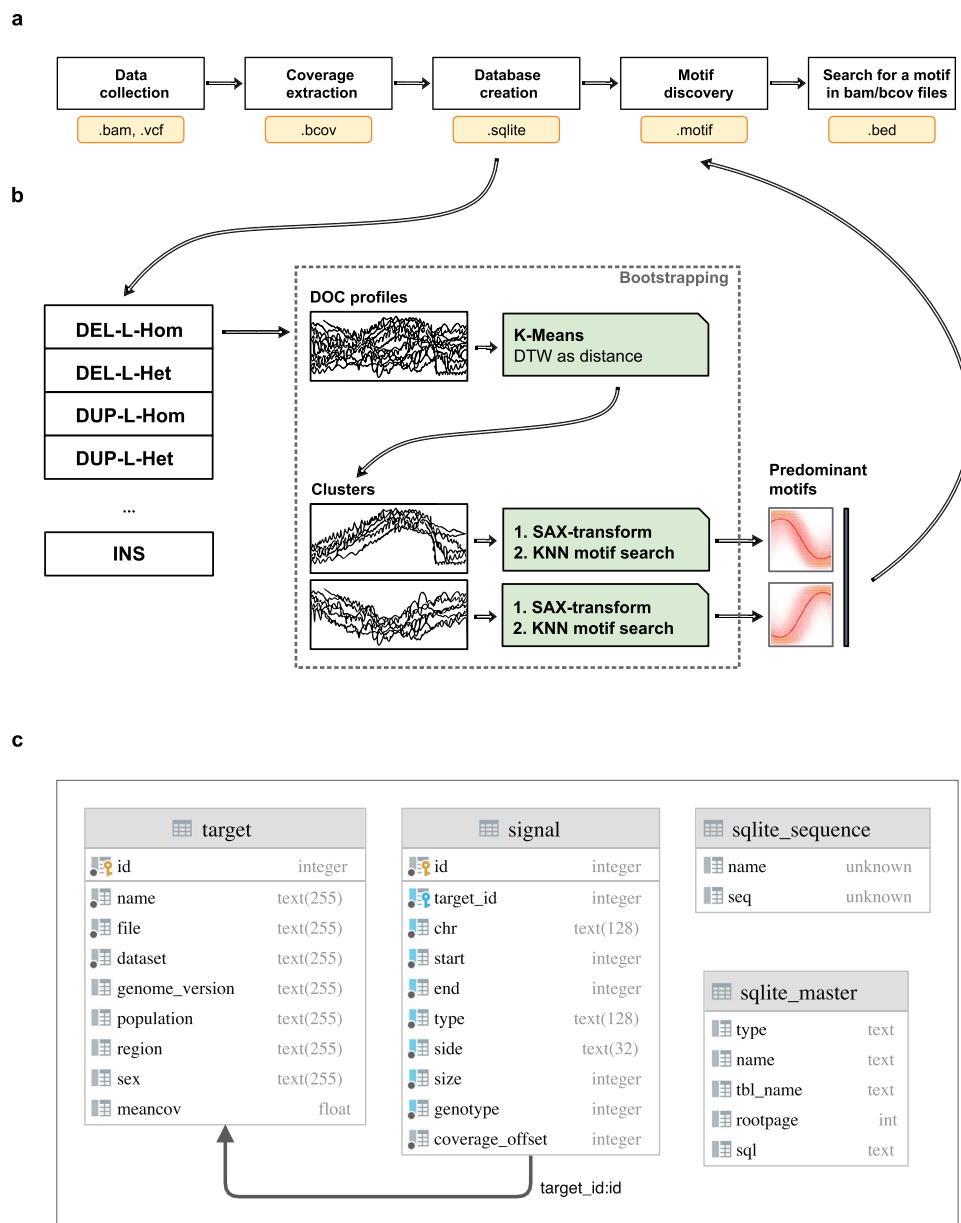 a
Data
collection
.bam, .vcf
Coverage
extraction
.bcov
Database
creation
.sqlite
Motif
discovery
.motif
Search for a motif
in bam/bcov files
.bed
b
DEL-L-Hom
DEL-L-Het
DUP-L-Hom
DUP-L-Het
...
INS
Bootstrapping
DOC profiles
K-Means
DTW as distance
Clusters
1. SAX-transform
2. KNN motif search
1. SAX-transform
2. KNN motif search
Predominant
motifs
c
target
id integer
name text(255)
file text(255)
dataset text(255)
genome_version text(255)
population text(255)
region text(255)
sex text(255)
meancov float
signal
id integer
target_id integer
chr text(128)
start integer
end integer
type text(128)
side text(32)
size integer
genotype integer
coverage_offset integer
target_id:id
sqlite_sequence
name unknown
seq unknown
sqlite_master
type text
name text
tbl_name text
rootpage int
sql text